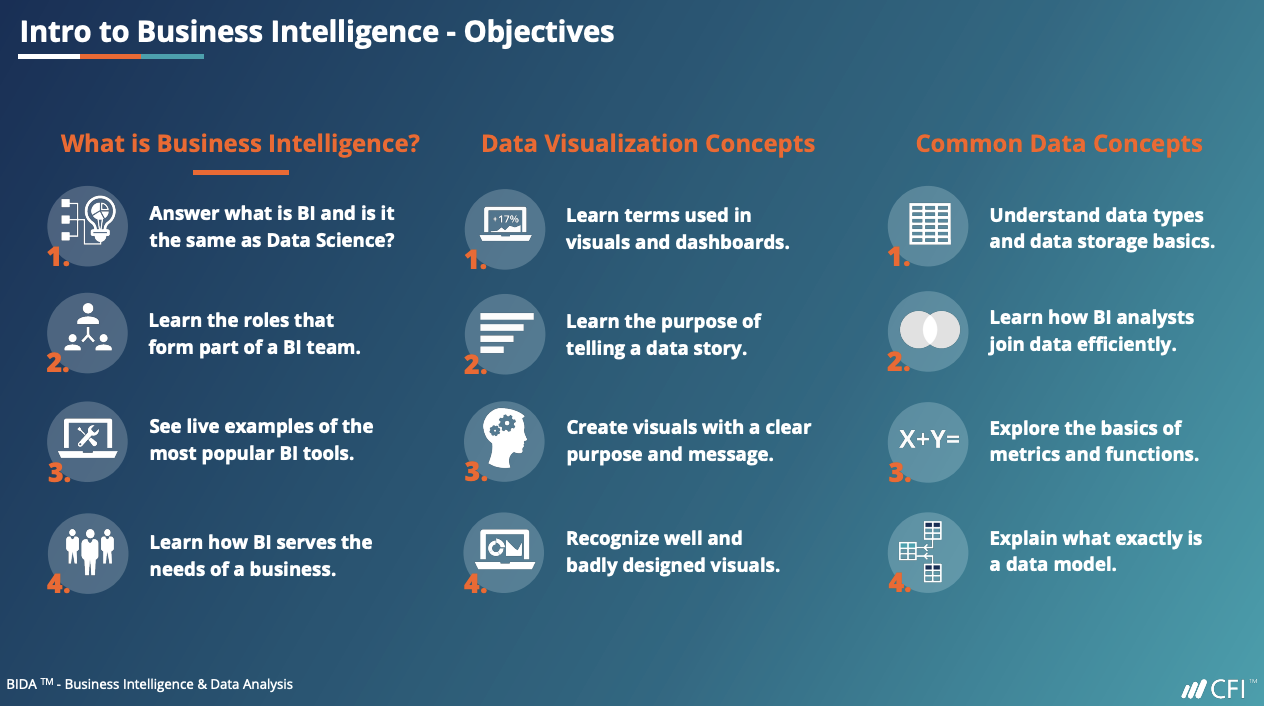 Intro to Business Intelligence - Objectives
What is Business Intelligence?
1.
Answer what is BI and is it
the same as Data Science?
2.
Learn the roles that
form part of a BI team.
3.
See live examples of the
most popular BI tools.
4.
Learn how BI serves the
needs of a business.
Data Visualization Concepts
+17%
1.
Learn terms used in
visuals and dashboards.
2.
Learn the purpose of
telling a data story.
3.
Create visuals with a clear
purpose and message.
4.
Recognize well and
badly designed visuals.
Common Data Concepts
1.
Understand data types
and data storage basics.
2.
Learn how BI analysts
join data efficiently.
X+Y=
3.
Explore the basics of
metrics and functions.
4.
Explain what exactly is
a data model.
BIDA TM - Business Intelligence & Data Analysis
CFI TM